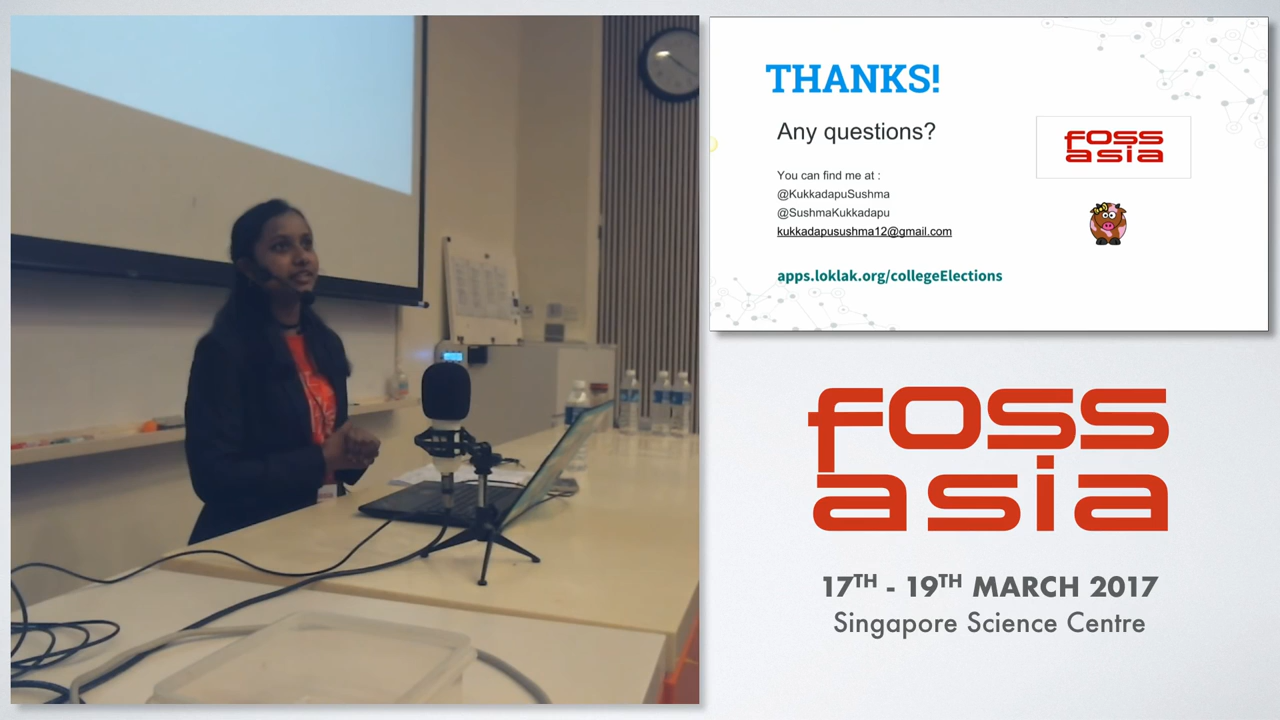 THANKS!
Any questions?
You can find me at :
@KukkadapuSushma
@SushmaKukkadapu
kukkadapusushma12@gmail.com
apps.loklak.org/collegeElections
foss
asia
foss
asia
17TH - 19TH MARCH 2017
Singapore Science Centre